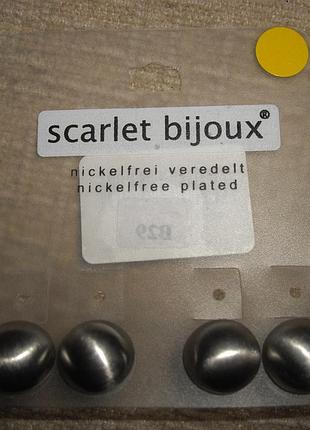 scarlet bijoux®
nickelfrei veredelt
nickelfree plated
B29